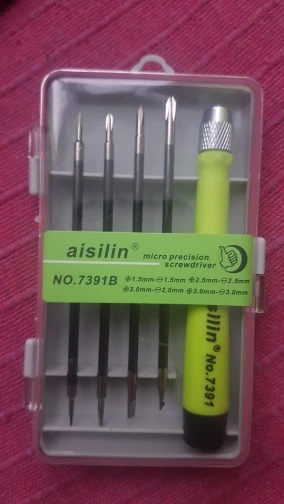 aisilin®
micro precision
screwdriver
NO.7391B
⊕1.5mm-⊖1.5mm ⊕2.5mm-⊖2.5mm
⊕2.0mm-⊖2.0mm ⊕3.0mm-⊖3.0mm
aisilin® No.7391